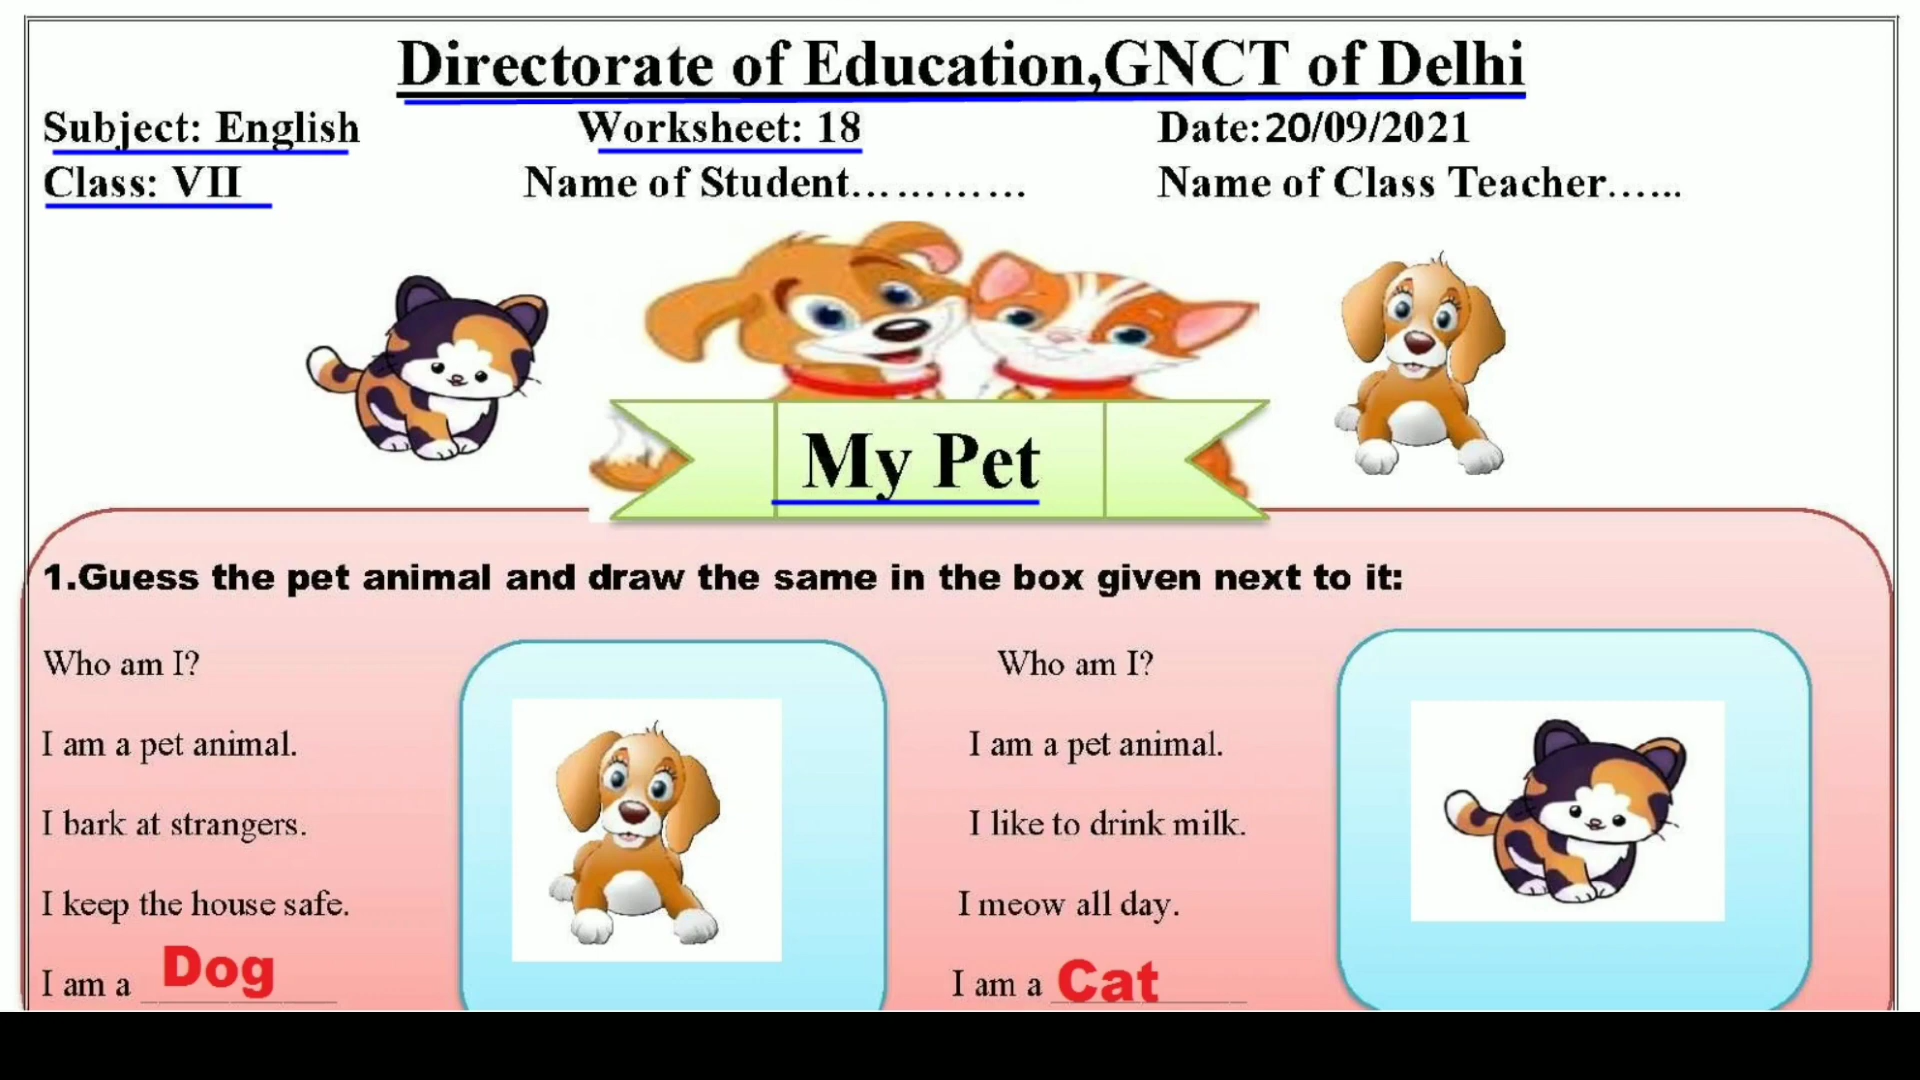 Directorate of Education,GNCT of Delhi
Subject: English Worksheet: 18 Date:20/09/2021
Class: VII Name of Student............ Name of Class Teacher......
My Pet
1.Guess the pet animal and draw the same in the box given next to it:
Who am I? Who am I?
I am a pet animal. I am a pet animal.
I bark at strangers. I like to drink milk.
I keep the house safe. I meow all day.
I am a Dog I am a Cat